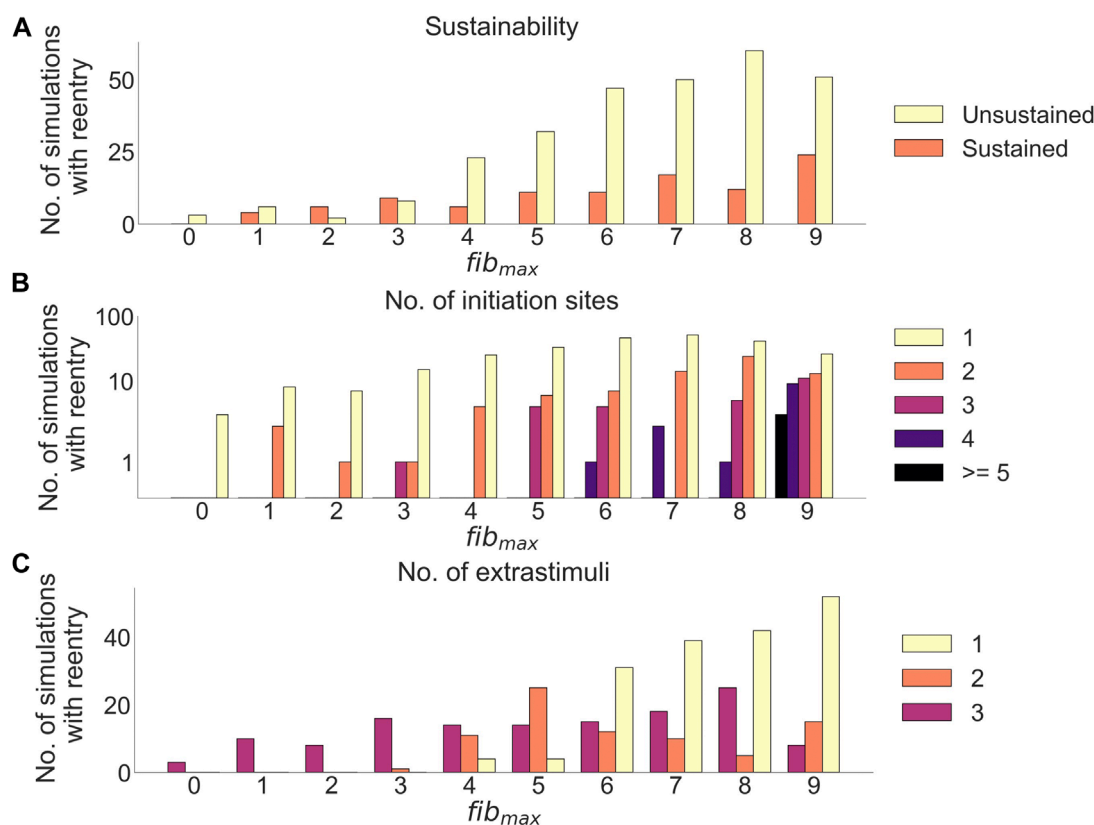 A
Sustainability
No. of simulations
with reentry
50
25
0
0 1 2 3 4 5 6 7 8 9
fib_max
Unsustained
Sustained
B
No. of initiation sites
No. of simulations
with reentry
100
10
1
0 1 2 3 4 5 6 7 8 9
fib_max
1
2
3
4
>= 5
C
No. of extrastimuli
No. of simulations
with reentry
40
20
0
0 1 2 3 4 5 6 7 8 9
fib_max
1
2
3